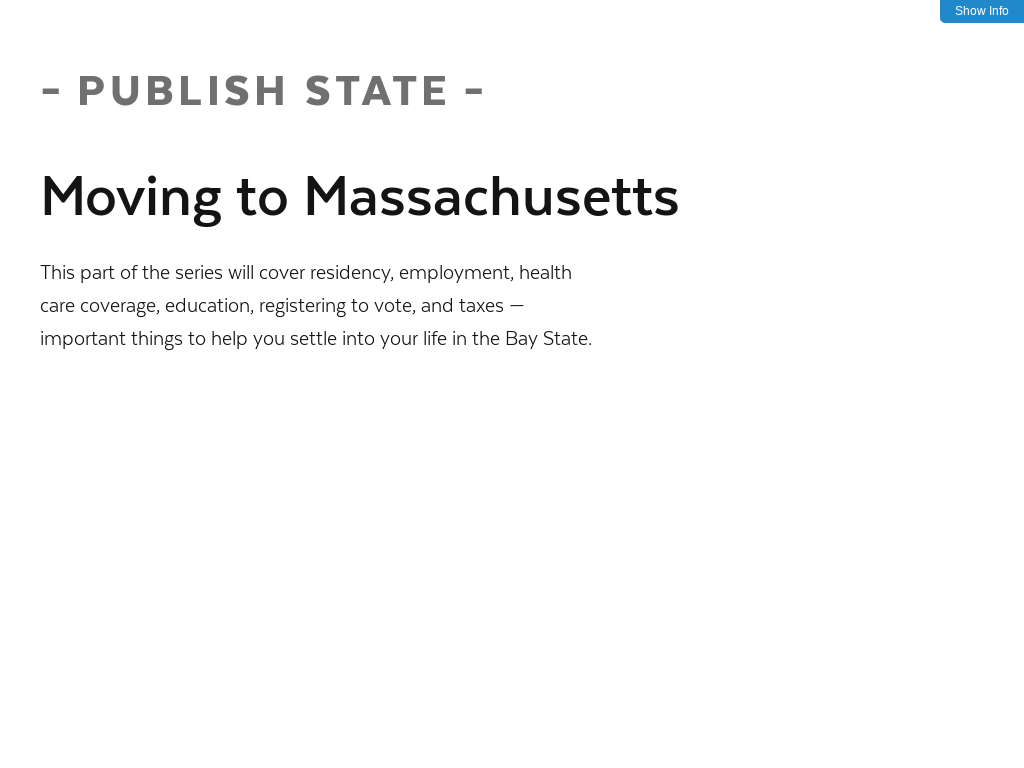 Show Info
- PUBLISH STATE -
Moving to Massachusetts
This part of the series will cover residency, employment, health
care coverage, education, registering to vote, and taxes —
important things to help you settle into your life in the Bay State.